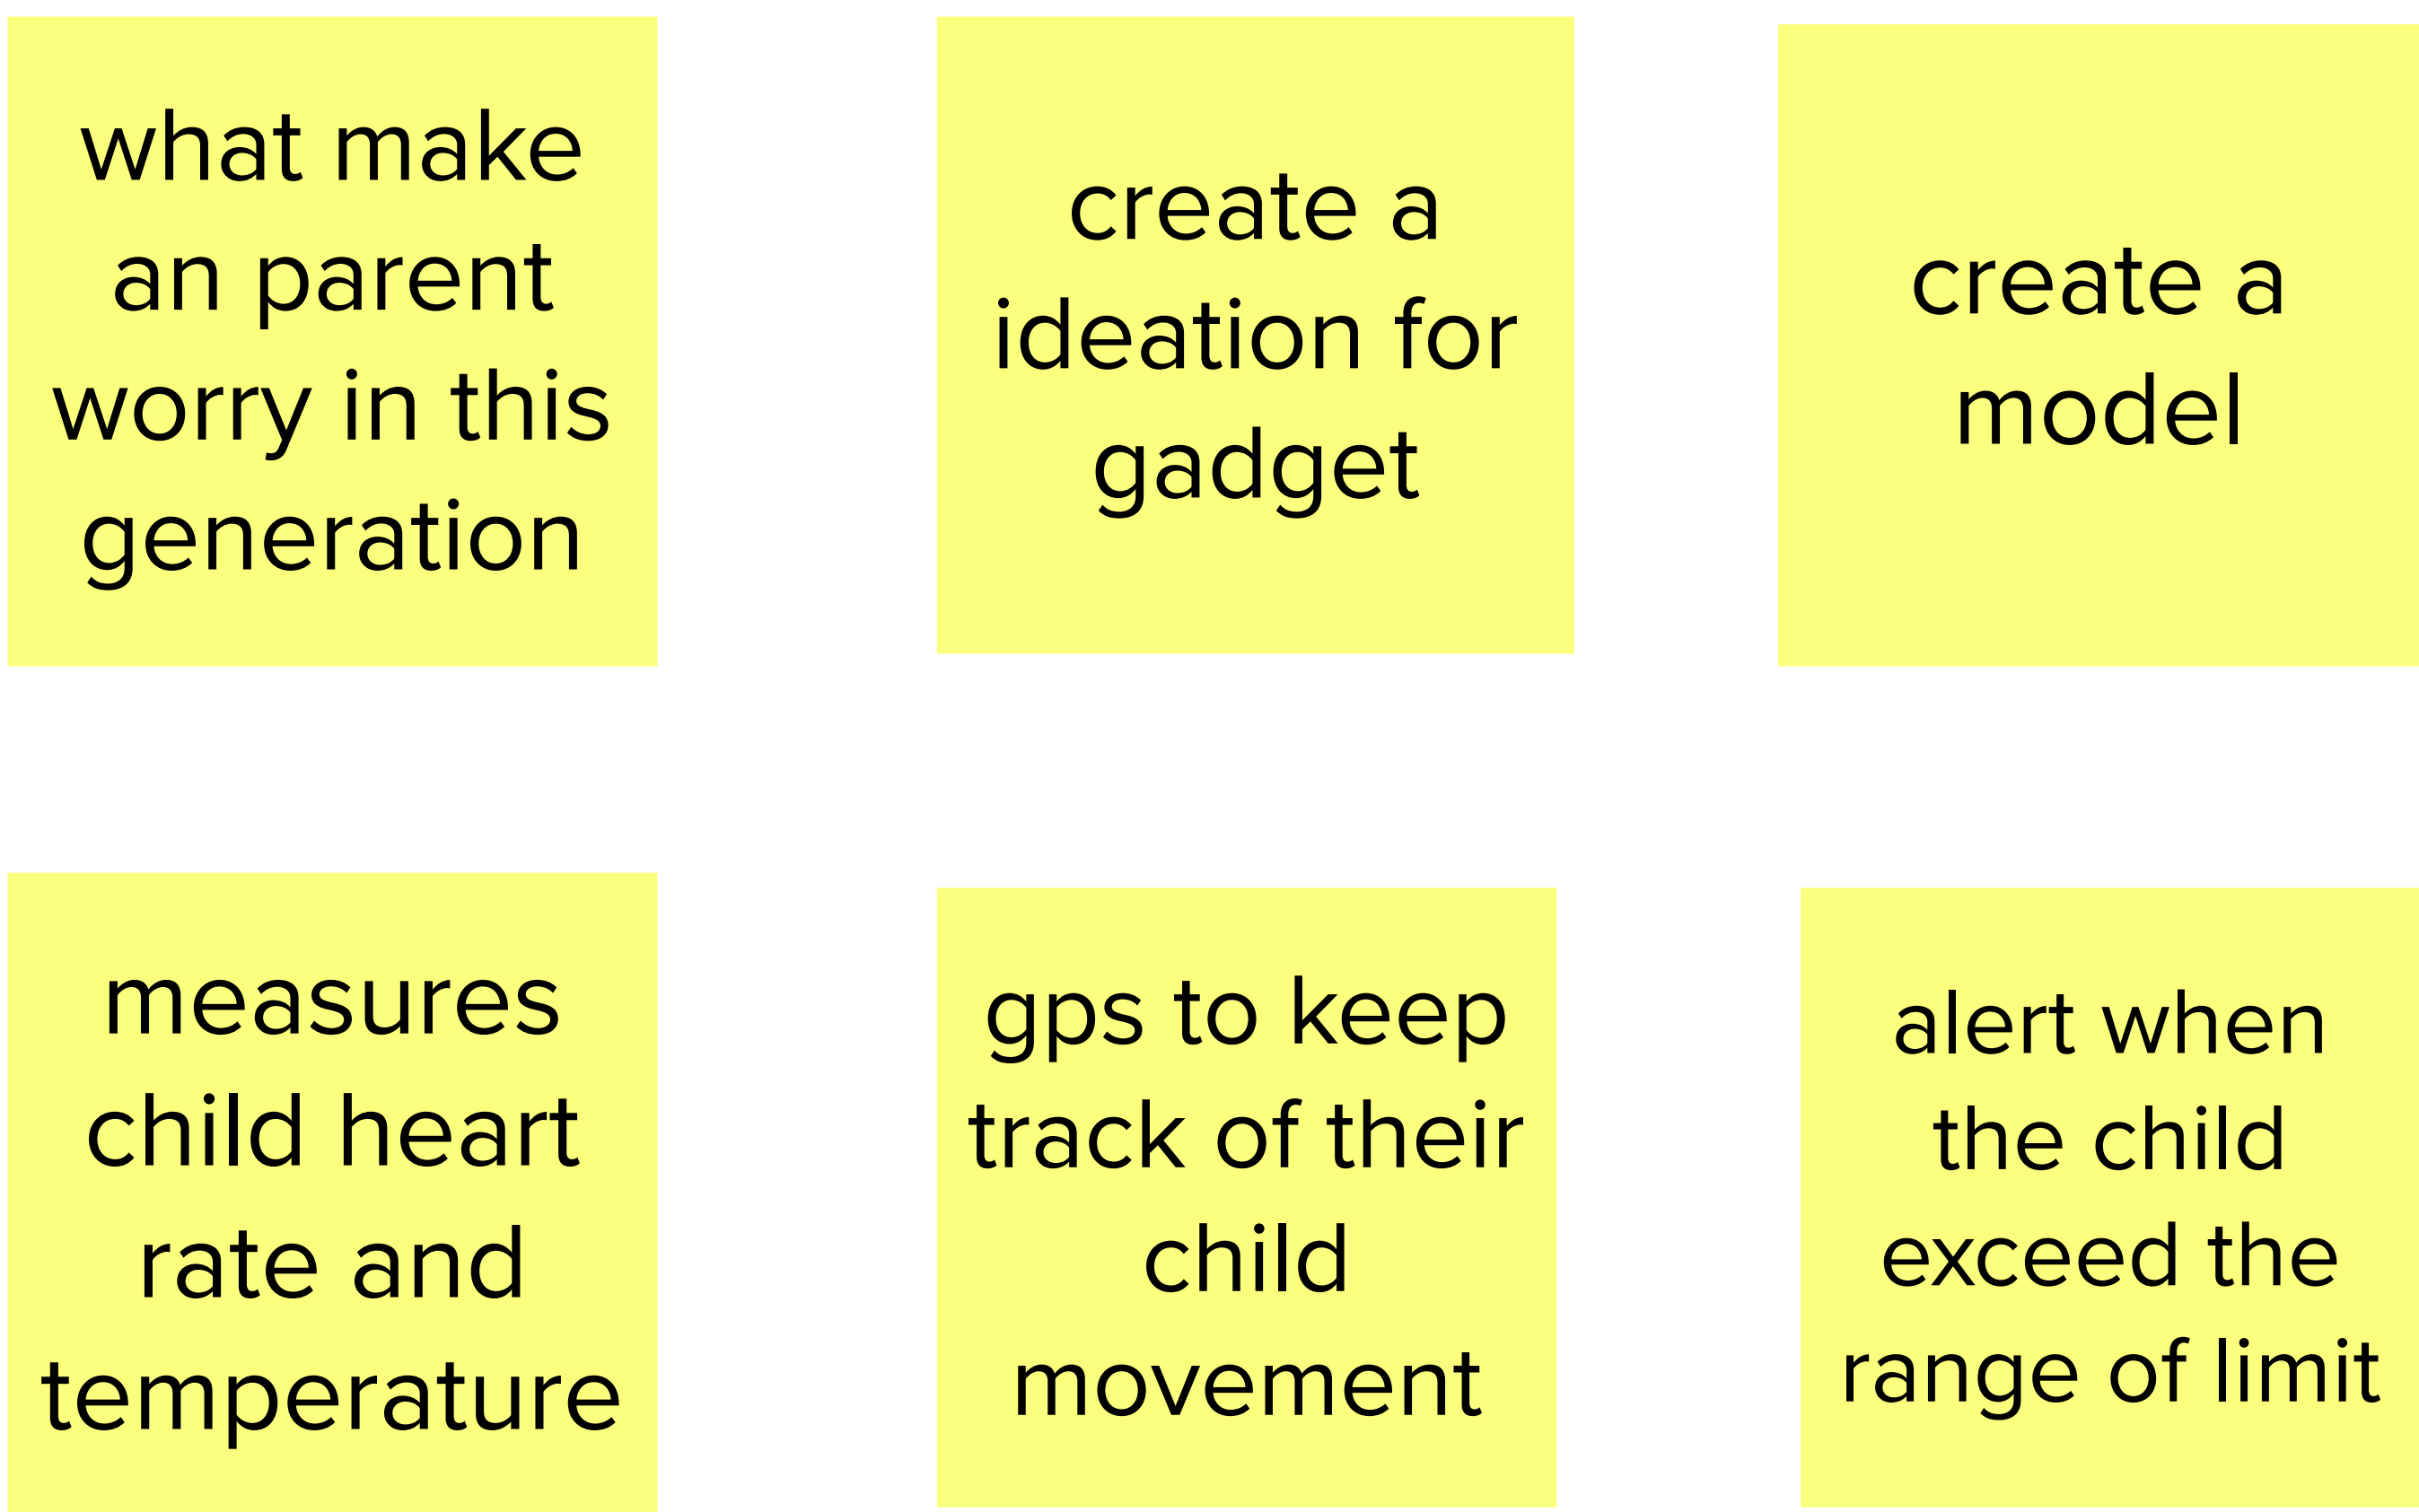 what make
an parent
worry in this
generation
create a
ideation for
gadget
create a
model
measures
child heart
rate and
temperature
gps to keep
track of their
child
movement
alert when
the child
exceed the
range of limit